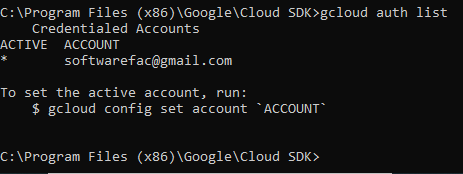 C:\Program Files (x86)\Google\Cloud SDK>gcloud auth list
Credentialed Accounts
ACTIVE  ACCOUNT
*       softwarefac@gmail.com
To set the active account, run:
$ gcloud config set account `ACCOUNT`
C:\Program Files (x86)\Google\Cloud SDK>